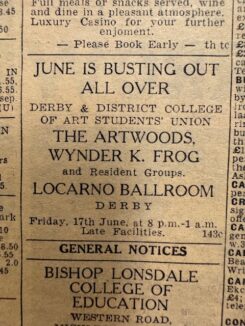 Full meals or snacks served, wine
and dine in a pleasant atmosphere.
Luxury Casino for your further
enjoyment.
— Please Book Early —
JUNE IS BUSTING OUT
ALL OVER
DERBY & DISTRICT COLLEGE
OF ART STUDENTS' UNION
THE ARTWOODS,
WYNDER K. FROG
and Resident Groups.
LOCARNO BALLROOM
DERBY
Friday, 17th June, at 8 p.m.-1 a.m.
Late Facilities. 143c
GENERAL NOTICES
BISHOP LONSDALE
COLLEGE OF
EDUCATION
WESTERN ROAD,